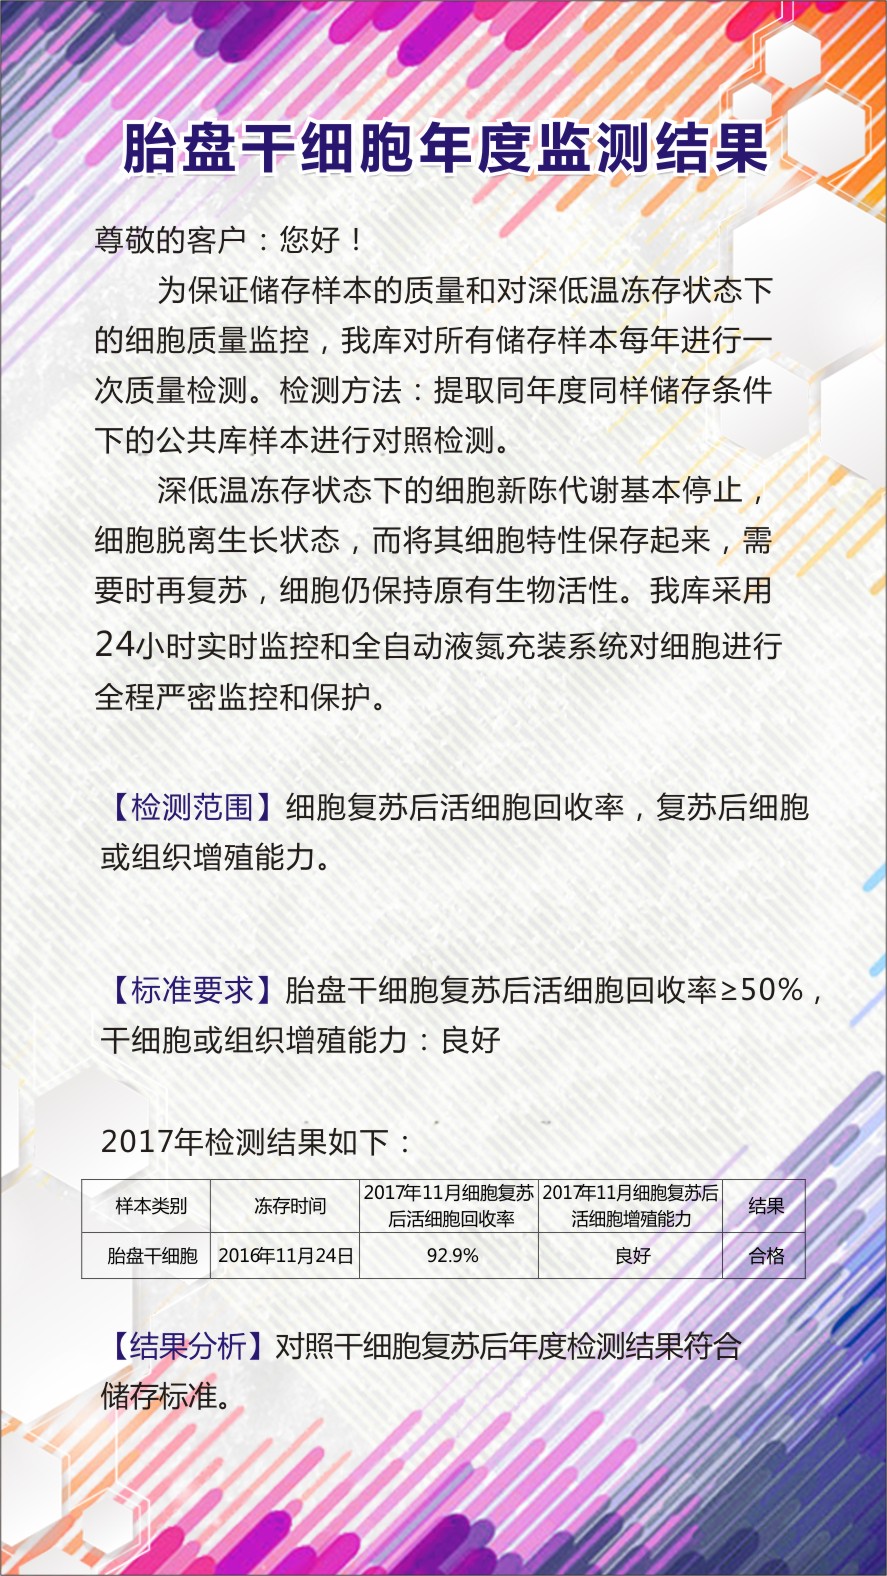 胎盘干细胞年度监测结果
尊敬的客户：您好！
为保证储存样本的质量和对深低温冻存状态下
的细胞质量监控，我库对所有储存样本每年进行一
次质量检测。检测方法：提取同年度同样储存条件
下的公共库样本进行对照检测。
深低温冻存状态下的细胞新陈代谢基本停止，
细胞脱离生长状态，而将其细胞特性保存起来，需
要时再复苏，细胞仍保持原有生物活性。我库采用
24小时实时监控和全自动液氮充装系统对细胞进行
全程严密监控和保护。
【检测范围】细胞复苏后活细胞回收率，复苏后细胞
或组织增殖能力。
【标准要求】胎盘干细胞复苏后活细胞回收率≥50%，
干细胞或组织增殖能力：良好
2017年检测结果如下：
样本类别 冻存时间 2017年11月细胞复苏后活细胞回收率 2017年11月细胞复苏后活细胞增殖能力 结果
胎盘干细胞 2016年11月24日 92.9% 良好 合格
【结果分析】对照干细胞复苏后年度检测结果符合
储存标准。